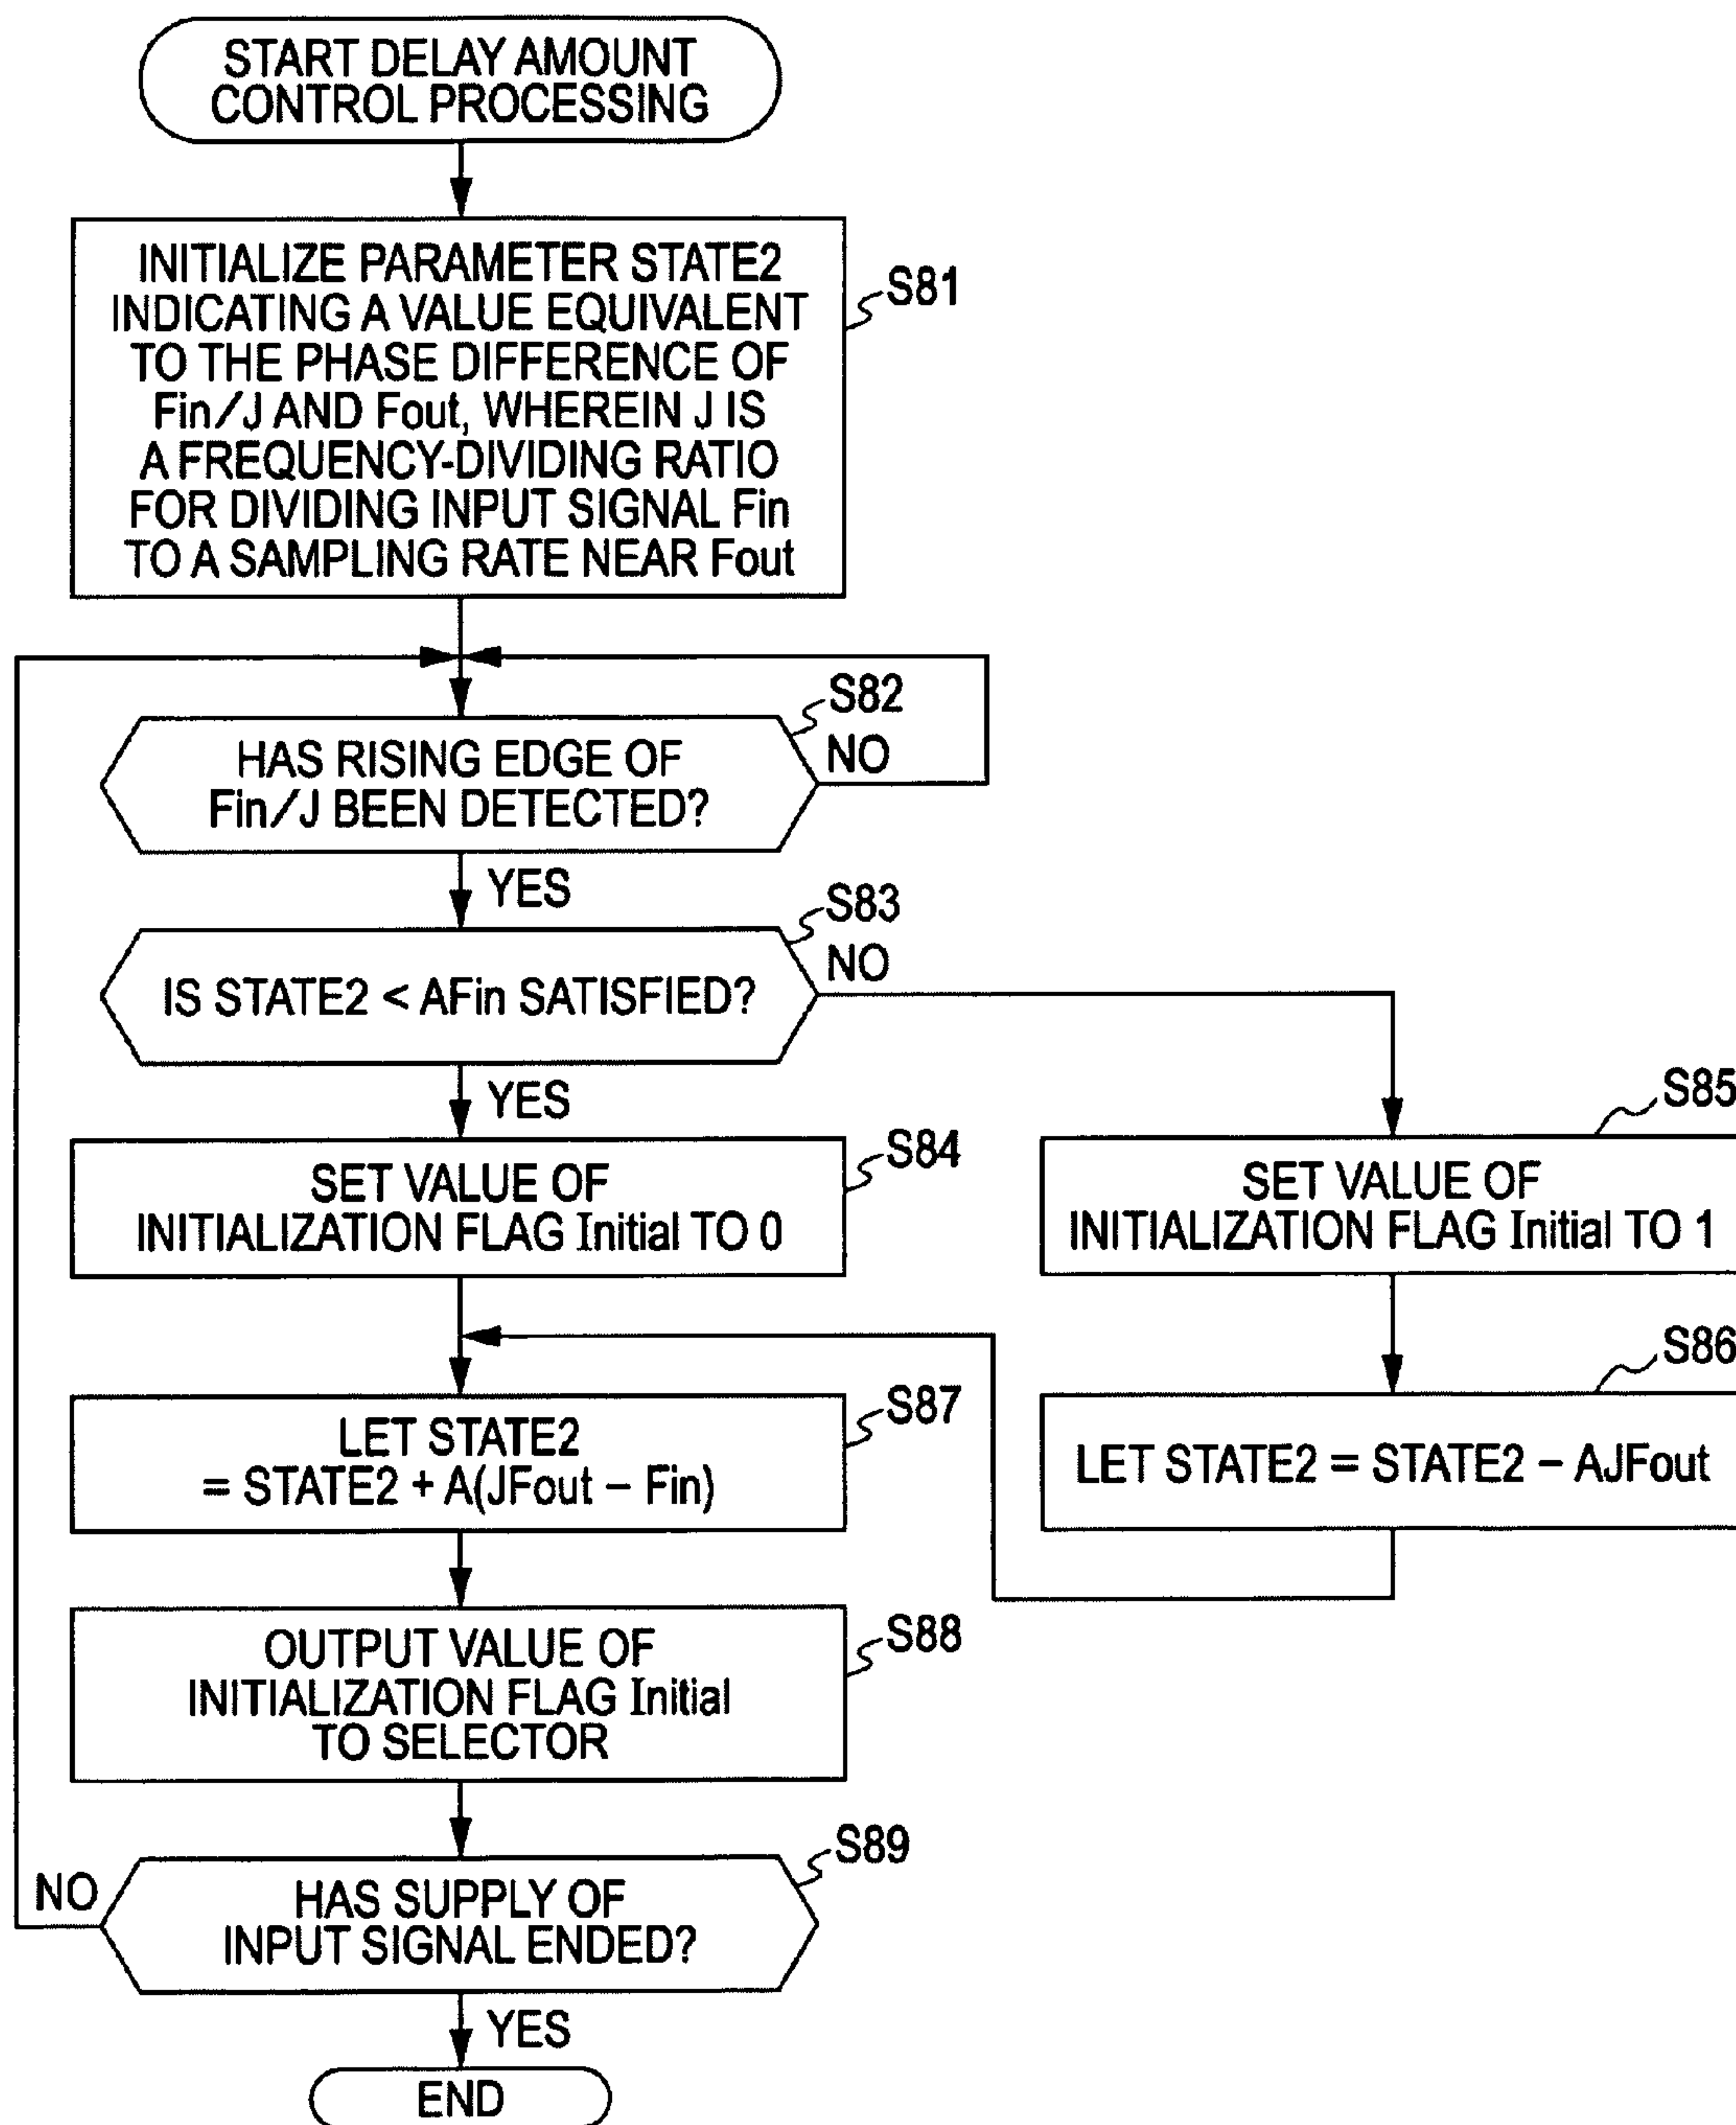 START DELAY AMOUNT
CONTROL PROCESSING
INITIALIZE PARAMETER STATE2
INDICATING A VALUE EQUIVALENT
TO THE PHASE DIFFERENCE OF
Fin/J AND Fout, WHEREIN J IS
A FREQUENCY-DIVIDING RATIO
FOR DIVIDING INPUT SIGNAL Fin
TO A SAMPLING RATE NEAR Fout
S81
S82
HAS RISING EDGE OF
Fin/J BEEN DETECTED?
NO
YES
S83
IS STATE2 < AFin SATISFIED?
NO
YES
S84
SET VALUE OF
INITIALIZATION FLAG Initial TO 0
S85
SET VALUE OF
INITIALIZATION FLAG Initial TO 1
S86
LET STATE2 = STATE2 – AJFout
S87
LET STATE2
= STATE2 + A(JFout – Fin)
S88
OUTPUT VALUE OF
INITIALIZATION FLAG Initial
TO SELECTOR
S89
HAS SUPPLY OF
INPUT SIGNAL ENDED?
NO
YES
END